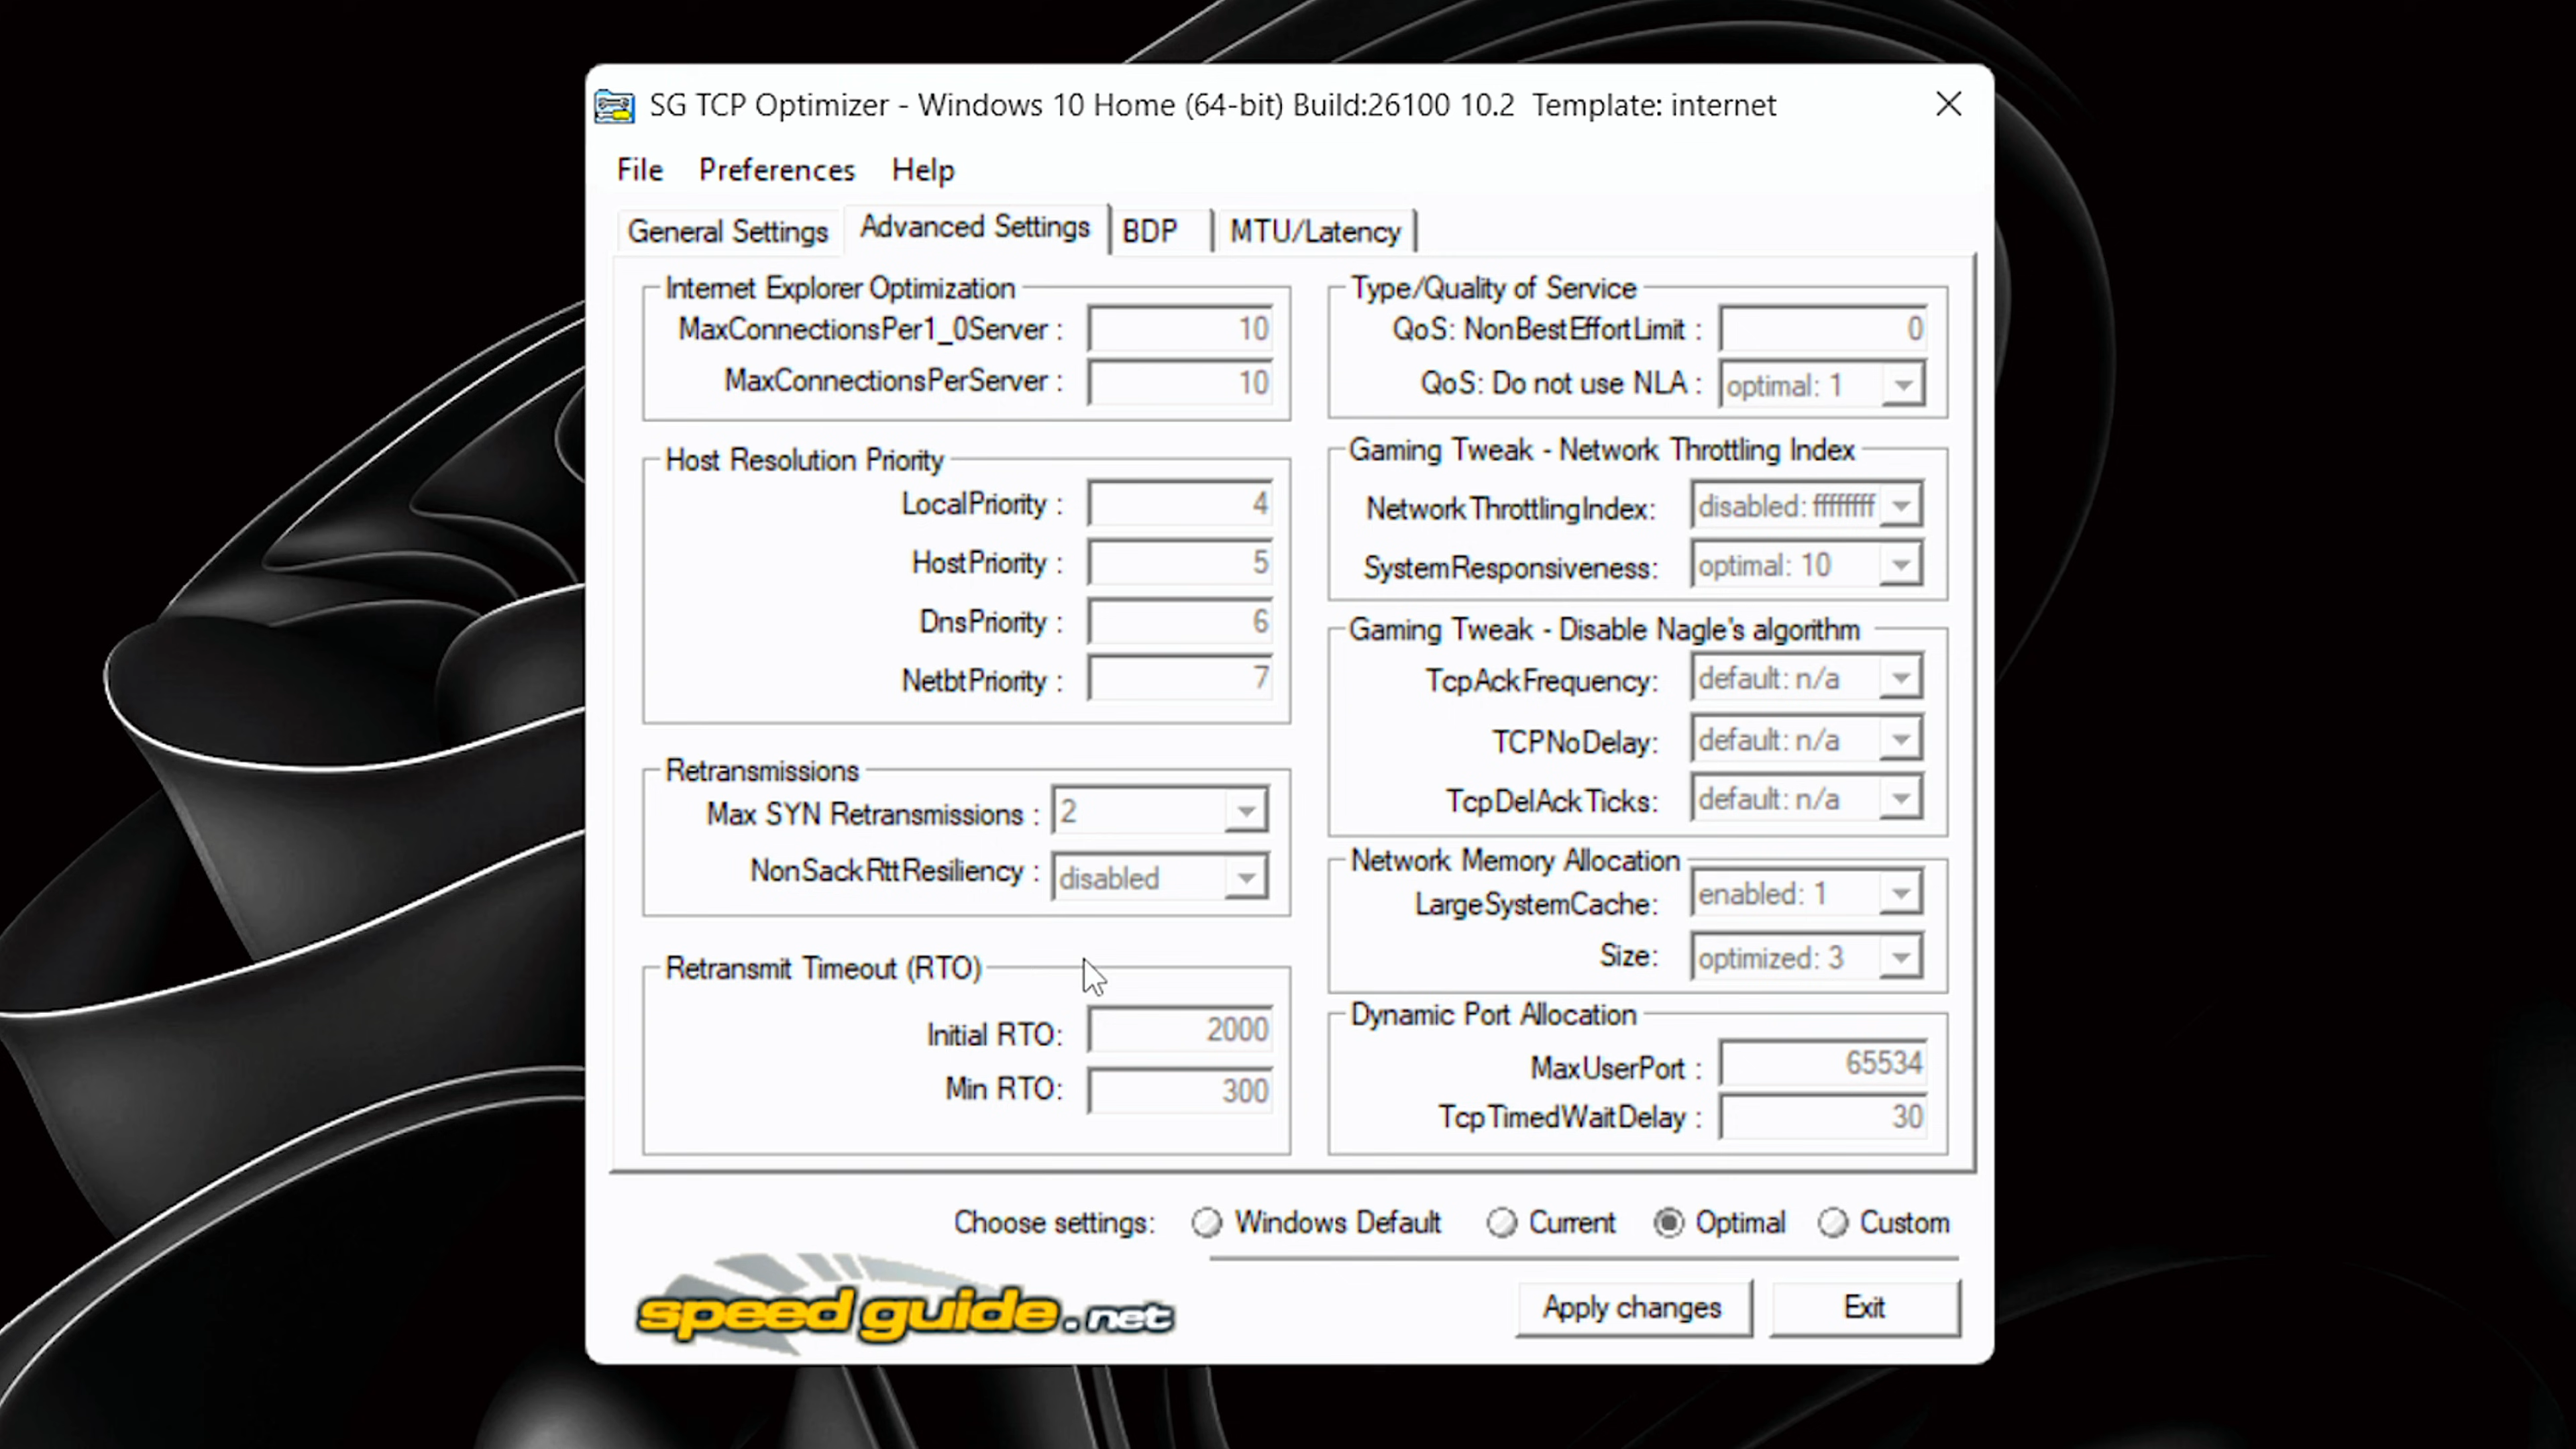 SG TCP Optimizer - Windows 10 Home (64-bit) Build:26100 10.2  Template: internet
File Preferences Help
General Settings Advanced Settings BDP MTU/Latency
Internet Explorer Optimization
MaxConnectionsPer1_0Server : 10
MaxConnectionsPerServer : 10
Host Resolution Priority
LocalPriority : 4
HostPriority : 5
DnsPriority : 6
NetbtPriority : 7
Retransmissions
Max SYN Retransmissions : 2
NonSackRttResiliency : disabled
Retransmit Timeout (RTO)
Initial RTO: 2000
Min RTO: 300
Type/Quality of Service
QoS: NonBestEffortLimit : 0
QoS: Do not use NLA : optimal: 1
Gaming Tweak - Network Throttling Index
NetworkThrottlingIndex: disabled: ffffffff
SystemResponsiveness: optimal: 10
Gaming Tweak - Disable Nagle's algorithm
TcpAckFrequency: default: n/a
TCPNoDelay: default: n/a
TcpDelAckTicks: default: n/a
Network Memory Allocation
LargeSystemCache: enabled: 1
Size: optimized: 3
Dynamic Port Allocation
MaxUserPort : 65534
TcpTimedWaitDelay : 30
Choose settings: Windows Default Current Optimal Custom
speedguide.net
Apply changes Exit